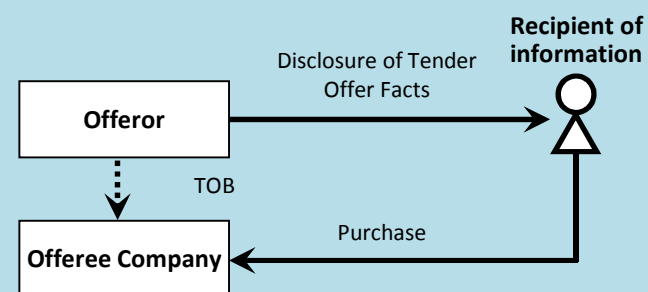 Recipient of
information
Disclosure of Tender
Offer Facts
Offeror
TOB
Purchase
Offeree Company